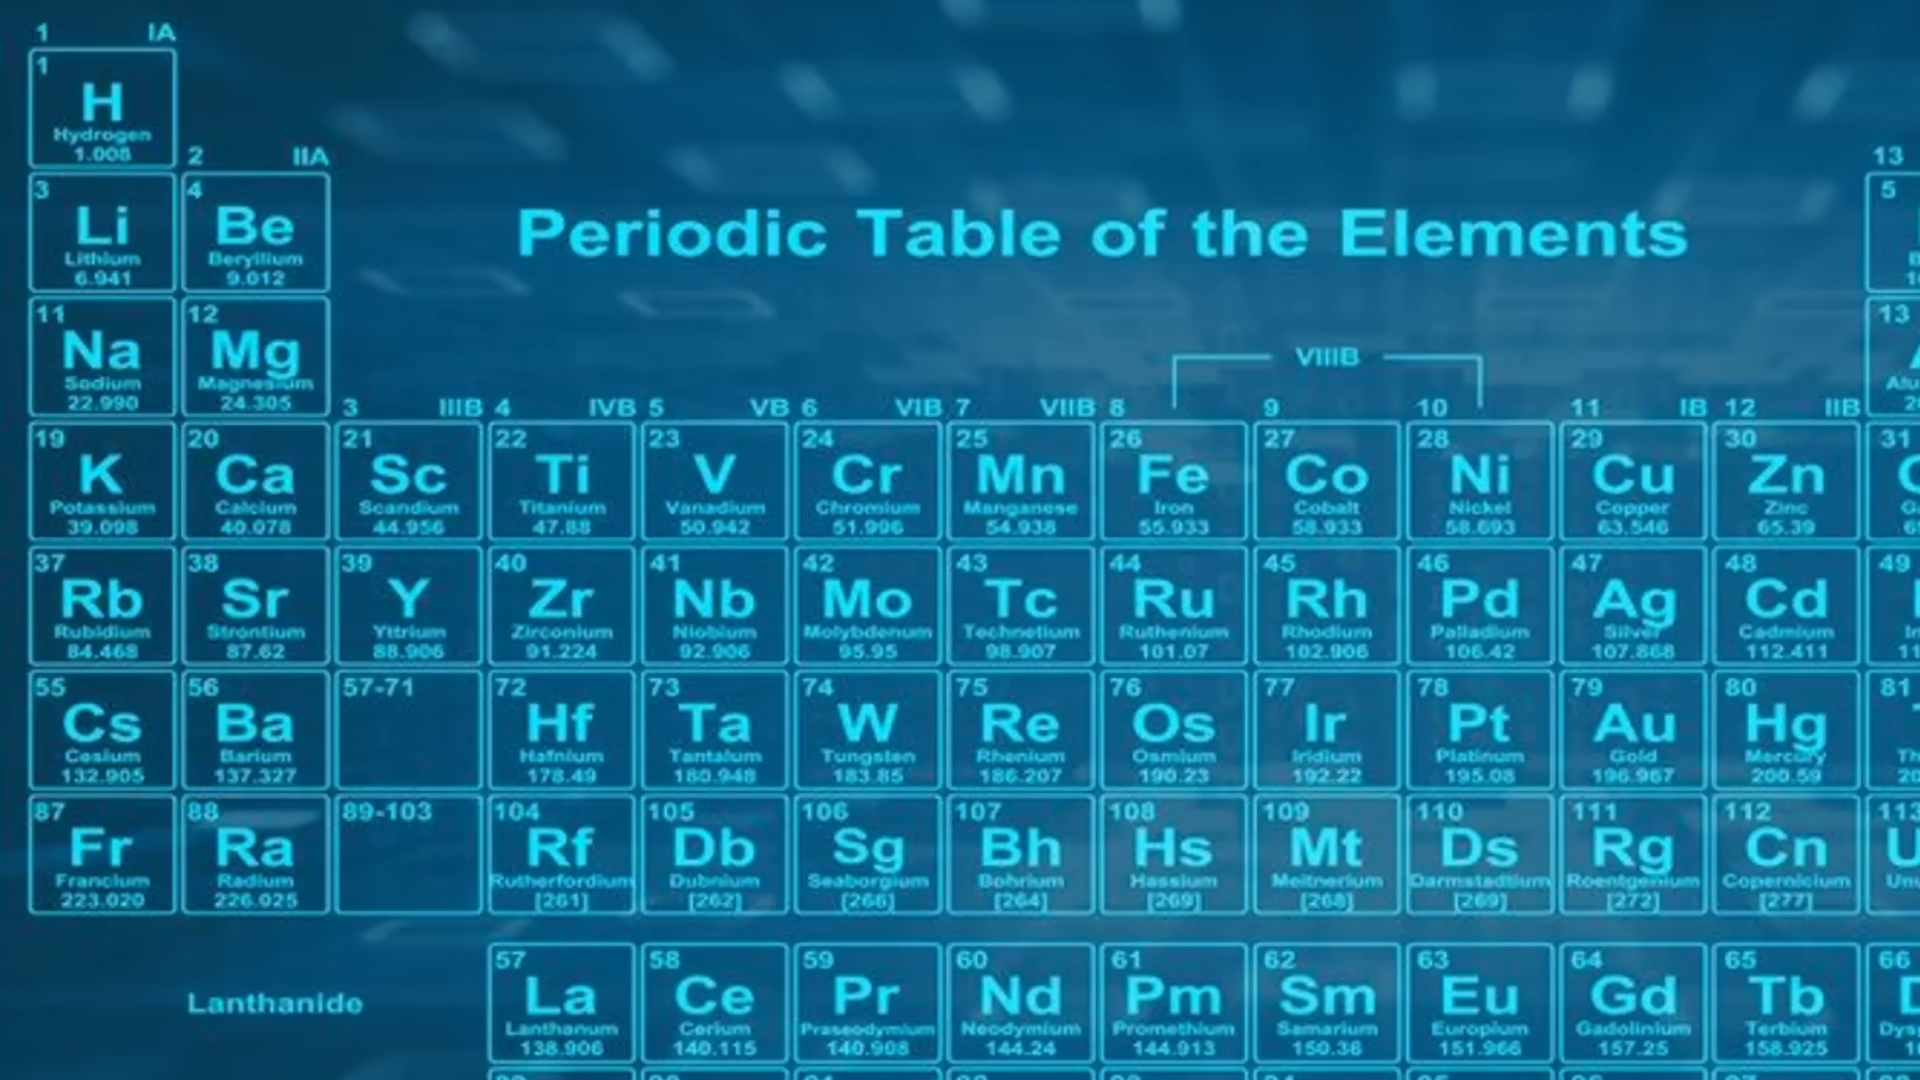 1 IA
1
H
Hydrogen
1.008
2 IIA
13
3 4 5
Li Be
Lithium Beryllium
6.941 9.012
Periodic Table of the Elements
11 12 13
Na Mg
Sodium Magnesium
22.990 24.305
VIIIB
3 IIIB 4 IVB 5 VB 6 VIB 7 VIIB 8 9 10 11 IB 12 IIB
19 20 21 22 23 24 25 26 27 28 29 30 31
K Ca Sc Ti V Cr Mn Fe Co Ni Cu Zn
Potassium Calcium Scandium Titanium Vanadium Chromium Manganese Iron Cobalt Nickel Copper Zinc
39.098 40.078 44.956 47.88 50.942 51.996 54.938 55.933 58.933 58.693 63.546 65.39
37 38 39 40 41 42 43 44 45 46 47 48 49
Rb Sr Y Zr Nb Mo Tc Ru Rh Pd Ag Cd
Rubidium Strontium Yttrium Zirconium Niobium Molybdenum Technetium Ruthenium Rhodium Palladium Silver Cadmium
84.468 87.62 88.906 91.224 92.906 95.95 98.907 101.07 102.906 106.42 107.868 112.411
55 56 57-71 72 73 74 75 76 77 78 79 80 81
Cs Ba Hf Ta W Re Os Ir Pt Au Hg
Cesium Barium Hafnium Tantalum Tungsten Rhenium Osmium Iridium Platinum Gold Mercury
132.905 137.327 178.49 180.948 183.85 186.207 190.23 192.22 195.08 196.967 200.59
87 88 89-103 104 105 106 107 108 109 110 111 112 113
Fr Ra Rf Db Sg Bh Hs Mt Ds Rg Cn
Francium Radium Rutherfordium Dubnium Seaborgium Bohrium Hassium Meitnerium Darmstadtium Roentgenium Copernicium
223.020 226.025 [261] [262] [266] [264] [269] [268] [269] [272] [277]
57 58 59 60 61 62 63 64 65 66
Lanthanide La Ce Pr Nd Pm Sm Eu Gd Tb
Lanthanum Cerium Praseodymium Neodymium Promethium Samarium Europium Gadolinium Terbium
138.906 140.115 140.908 144.24 144.913 150.36 151.966 157.25 158.925